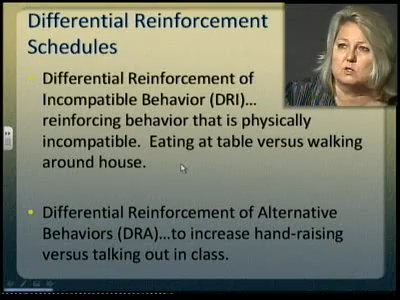 Differential Reinforcement
Schedules
Differential Reinforcement of
Incompatible Behavior (DRI)...
reinforcing behavior that is physically
incompatible.  Eating at table versus walking
around house.
Differential Reinforcement of Alternative
Behaviors (DRA)...to increase hand-raising
versus talking out in class.